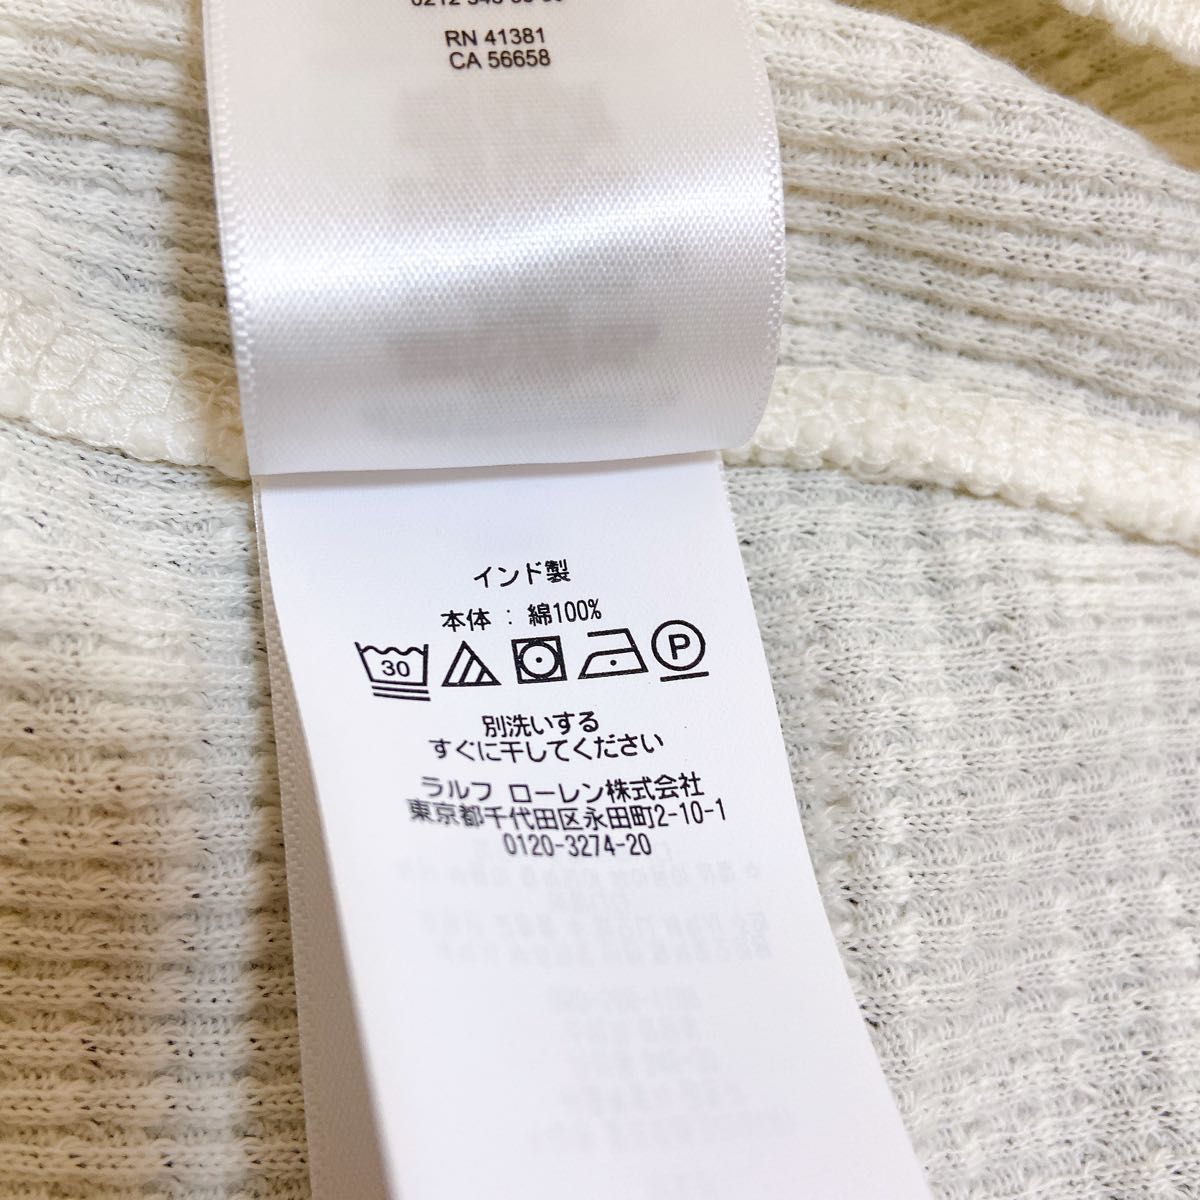 RN 41381
CA 56658
インド製
本体 : 綿100%
30 P
別洗いする
すぐに干してください
ラルフ ローレン株式会社
東京都千代田区永田町2-10-1
0120-3274-20